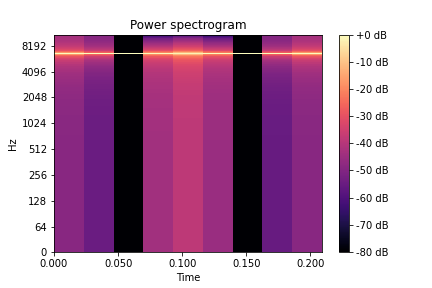 Power spectrogram
Hz
8192
4096
2048
1024
512
256
128
64
0
0.000 0.050 0.100 0.150 0.200
Time
+0 dB
-10 dB
-20 dB
-30 dB
-40 dB
-50 dB
-60 dB
-70 dB
-80 dB